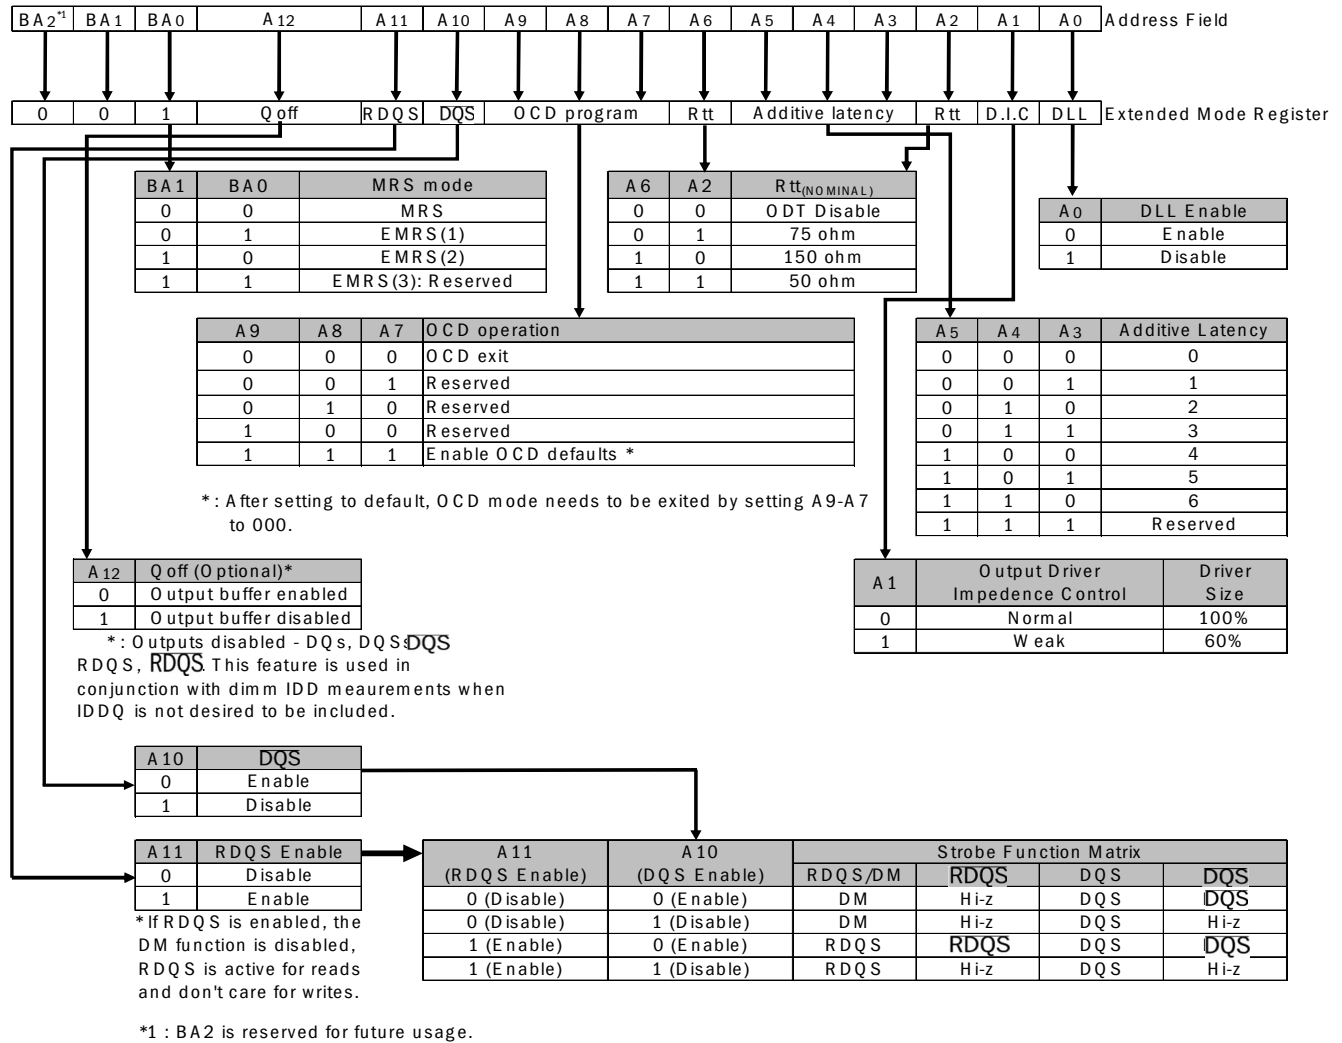 BA2*1 BA1 BA0 A12 A11 A10 A9 A8 A7 A6 A5 A4 A3 A2 A1 A0 Address Field
0 0 1 Qoff RDQS D̅Q̅S̅ OCD program Rtt Additive latency Rtt D.I.C DLL Extended Mode Register
BA1 BA0 MRS mode
0 0 MRS
0 1 EMRS(1)
1 0 EMRS(2)
1 1 EMRS(3): Reserved
A6 A2 Rtt(NOMINAL)
0 0 ODT Disable
0 1 75 ohm
1 0 150 ohm
1 1 50 ohm
A0 DLL Enable
0 Enable
1 Disable
A9 A8 A7 OCD operation
0 0 0 OCD exit
0 0 1 Reserved
0 1 0 Reserved
1 0 0 Reserved
1 1 1 Enable OCD defaults *
*: After setting to default, OCD mode needs to be exited by setting A9-A7
to 000.
A5 A4 A3 Additive Latency
0 0 0 0
0 0 1 1
0 1 0 2
0 1 1 3
1 0 0 4
1 0 1 5
1 1 0 6
1 1 1 Reserved
A12 Qoff (Optional)*
0 Output buffer enabled
1 Output buffer disabled
*: Outputs disabled - DQs, DQSs D̅Q̅S̅
RDQS, R̅D̅Q̅S̅. This feature is used in
conjunction with dimm IDD meaurements when
IDDQ is not desired to be included.
A1 Output Driver Driver
Impedence Control Size
0 Normal 100%
1 Weak 60%
A10 D̅Q̅S̅
0 Enable
1 Disable
A11 RDQS Enable
0 Disable
1 Enable
*If RDQS is enabled, the
DM function is disabled,
RDQS is active for reads
and don't care for writes.
A11 A10 Strobe Function Matrix
(RDQS Enable) (DQS Enable) RDQS/DM R̅D̅Q̅S̅ DQS D̅Q̅S̅
0 (Disable) 0 (Enable) DM Hi-z DQS D̅Q̅S̅
0 (Disable) 1 (Disable) DM Hi-z DQS Hi-z
1 (Enable) 0 (Enable) RDQS R̅D̅Q̅S̅ DQS D̅Q̅S̅
1 (Enable) 1 (Disable) RDQS Hi-z DQS Hi-z
*1 : BA2 is reserved for future usage.